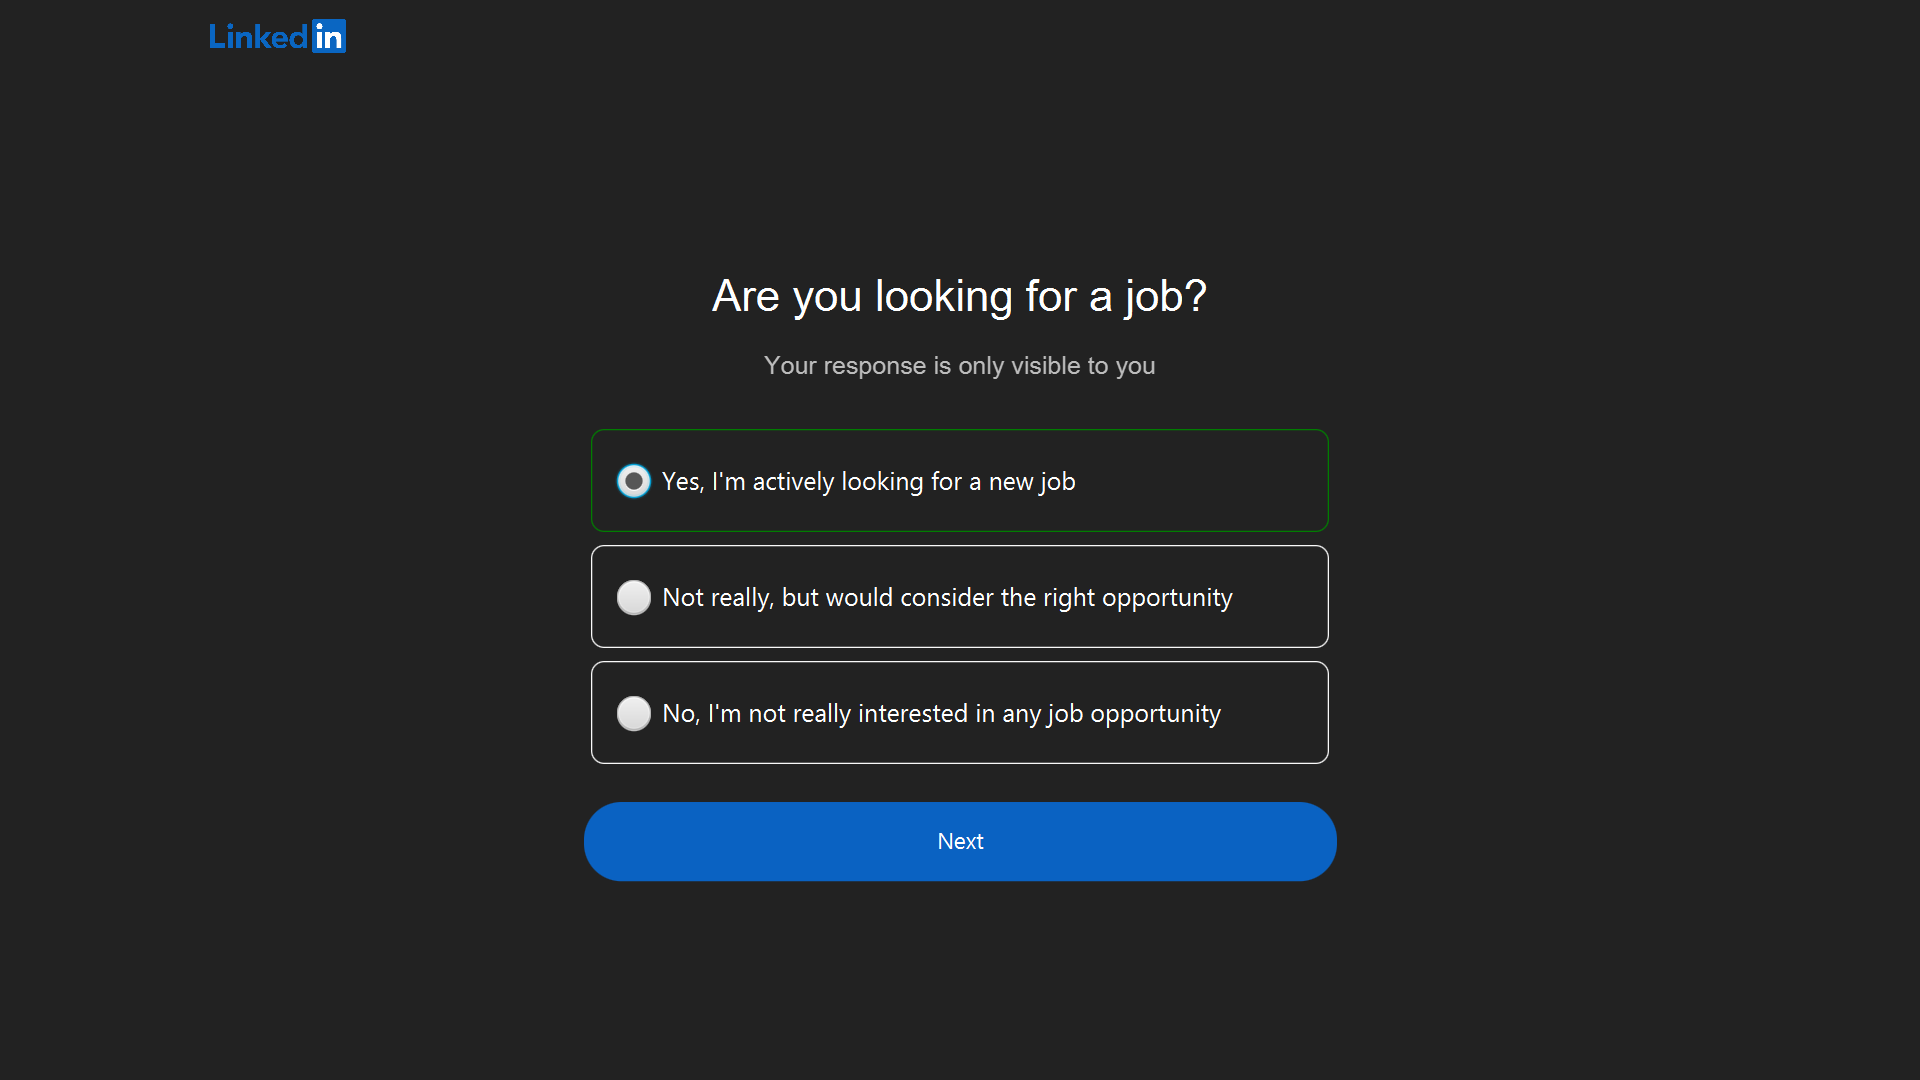 LinkedIn
Are you looking for a job?
Your response is only visible to you
Yes, I'm actively looking for a new job
Not really, but would consider the right opportunity
No, I'm not really interested in any job opportunity
Next